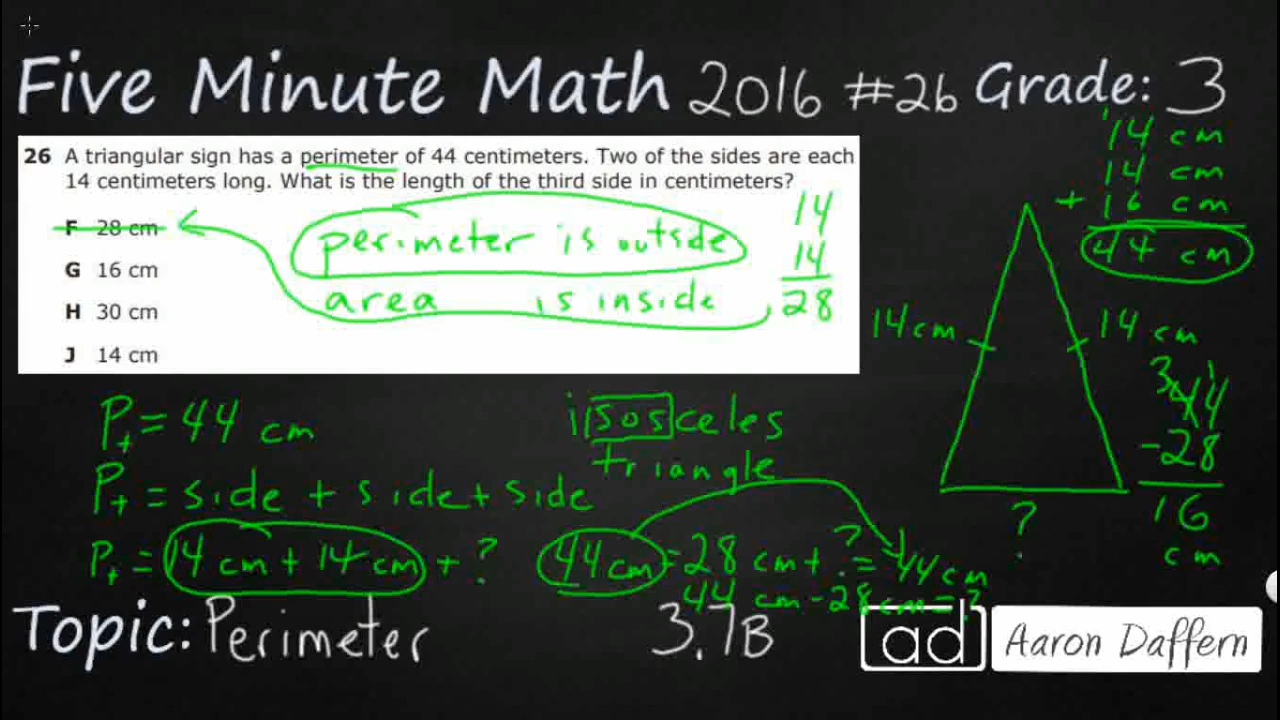 Five Minute Math 2016 #26 Grade: 3
26 A triangular sign has a perimeter of 44 centimeters. Two of the sides are each
14 centimeters long. What is the length of the third side in centimeters?
F 28 cm
G 16 cm
H 30 cm
J 14 cm
perimeter is outside
area is inside
14
14
28
1
14 cm
14 cm
+ 16 cm
44 cm
14 cm
14 cm
?
3 1
44
-28
16
cm
isosceles
triangle
P = 44 cm
P = side + side + side
P = 14 cm + 14 cm + ?
44 cm = 28 cm + ? = 44 cm
44 cm - 28 cm = ?
Topic: Perimeter
3.7B
ad
Aaron Daffern